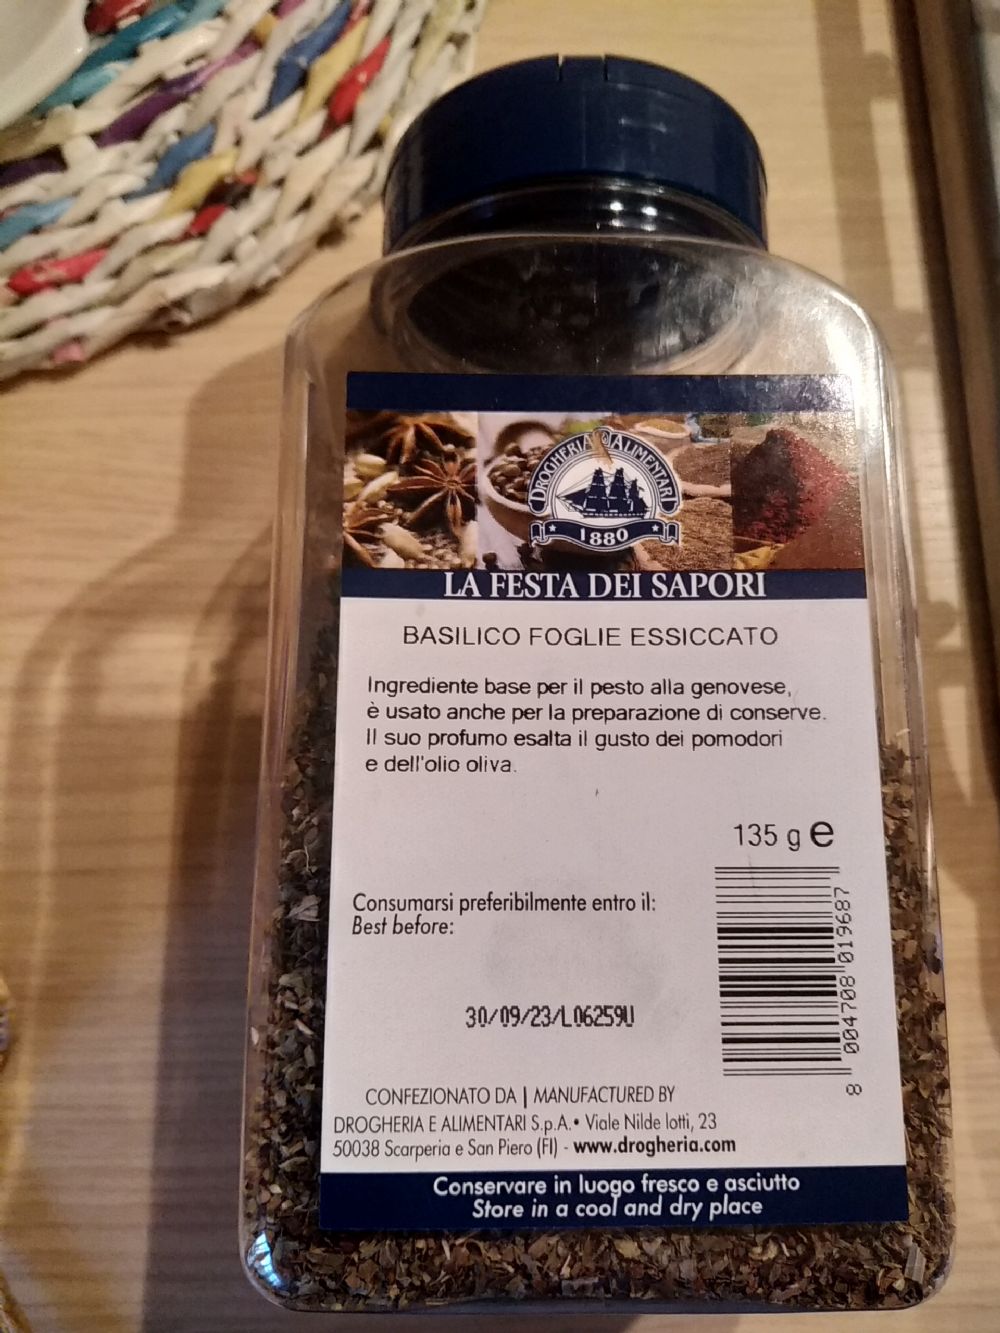 DROGHERIA E ALIMENTARI
1880
LA FESTA DEI SAPORI
BASILICO FOGLIE ESSICCATO
Ingrediente base per il pesto alla genovese,
è usato anche per la preparazione di conserve.
Il suo profumo esalta il gusto dei pomodori
e dell'olio oliva.
135 g e
Consumarsi preferibilmente entro il:
Best before:
30/09/23/L06259U
8 004708 019687
CONFEZIONATO DA | MANUFACTURED BY
DROGHERIA E ALIMENTARI S.p.A.• Viale Nilde Iotti, 23
50038 Scarperia e San Piero (FI) - www.drogheria.com
Conservare in luogo fresco e asciutto
Store in a cool and dry place